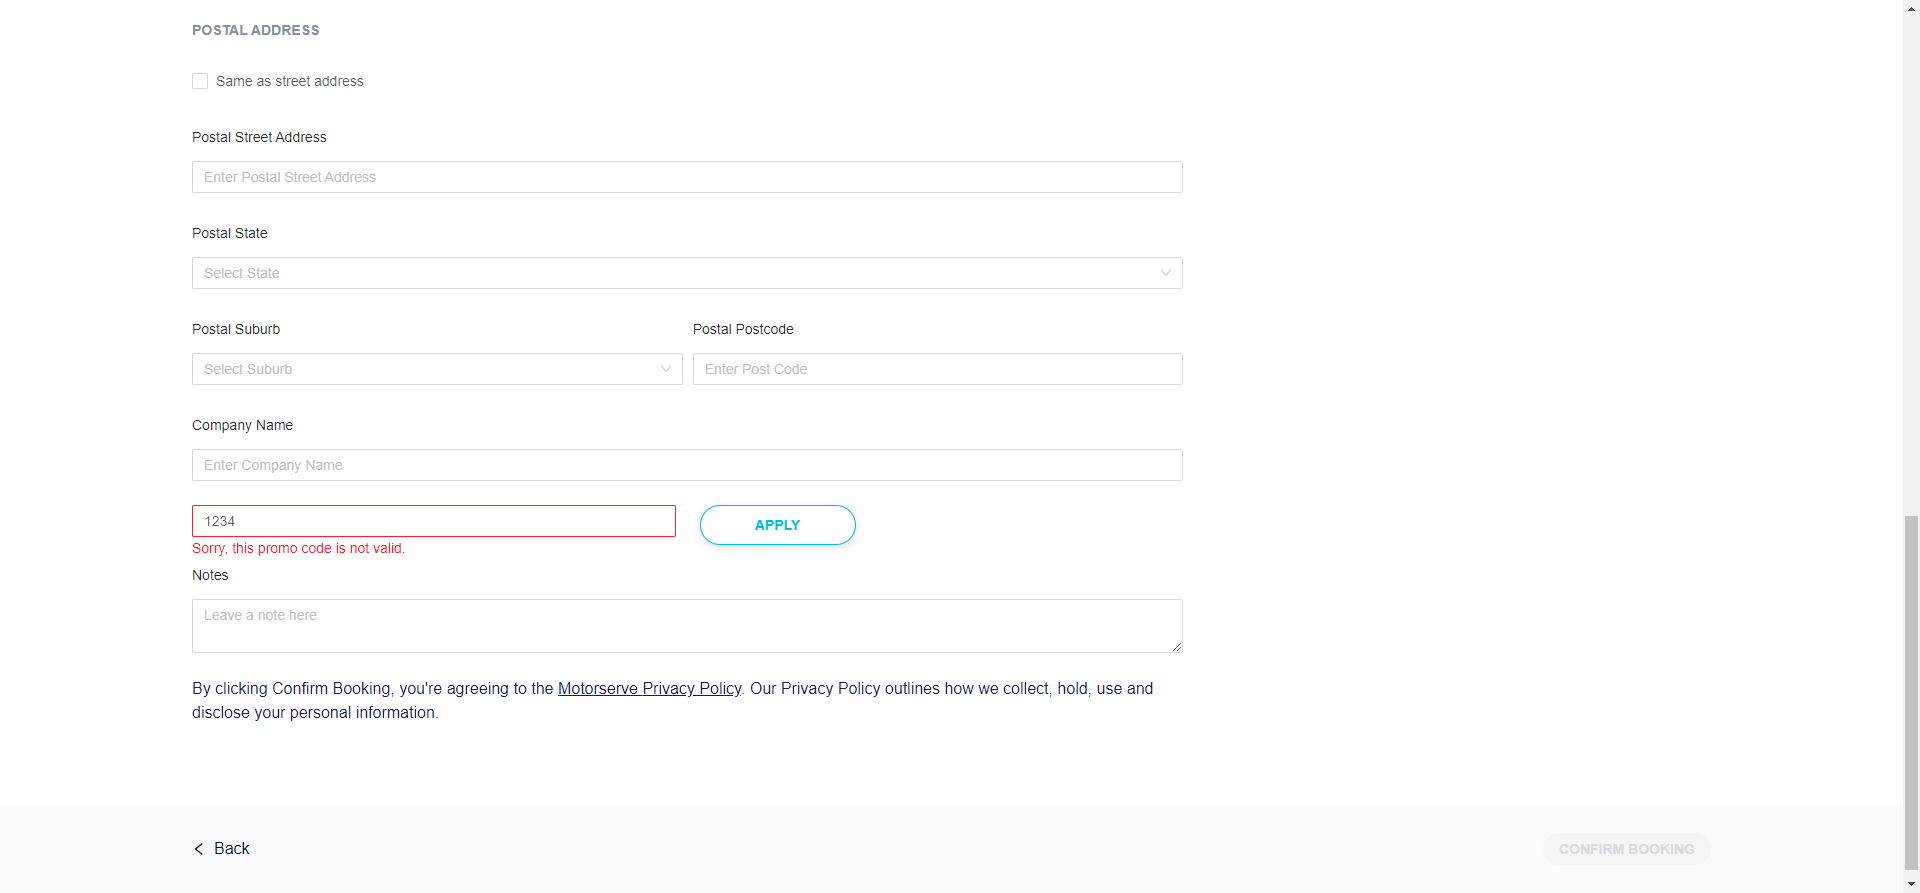 POSTAL ADDRESS
Same as street address
Postal Street Address
Enter Postal Street Address
Postal State
Select State
Postal Suburb Postal Postcode
Select Suburb Enter Post Code
Company Name
Enter Company Name
1234 APPLY
Sorry, this promo code is not valid.
Notes
Leave a note here
By clicking Confirm Booking, you're agreeing to the Motorserve Privacy Policy. Our Privacy Policy outlines how we collect, hold, use and
disclose your personal information.
Back CONFIRM BOOKING